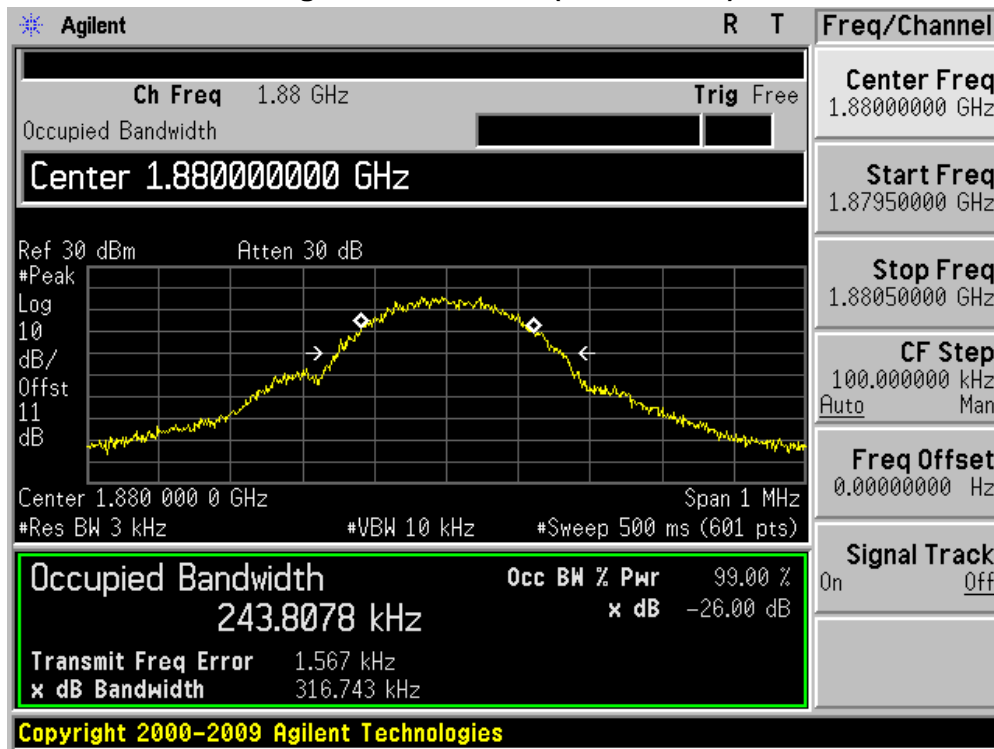 Agilent R T
Ch Freq 1.88 GHz Trig Free
Occupied Bandwidth
Center 1.880000000 GHz
Ref 30 dBm Atten 30 dB
#Peak
Log
10
dB/
Offst
11
dB
Center 1.880 000 0 GHz Span 1 MHz
#Res BW 3 kHz #VBW 10 kHz #Sweep 500 ms (601 pts)
Occupied Bandwidth Occ BW % Pwr 99.00 %
243.8078 kHz x dB -26.00 dB
Transmit Freq Error 1.567 kHz
x dB Bandwidth 316.743 kHz
Copyright 2000-2009 Agilent Technologies
Freq/Channel
Center Freq
1.88000000 GHz
Start Freq
1.87950000 GHz
Stop Freq
1.88050000 GHz
CF Step
100.000000 kHz
Auto Man
Freq Offset
0.00000000 Hz
Signal Track
On Off